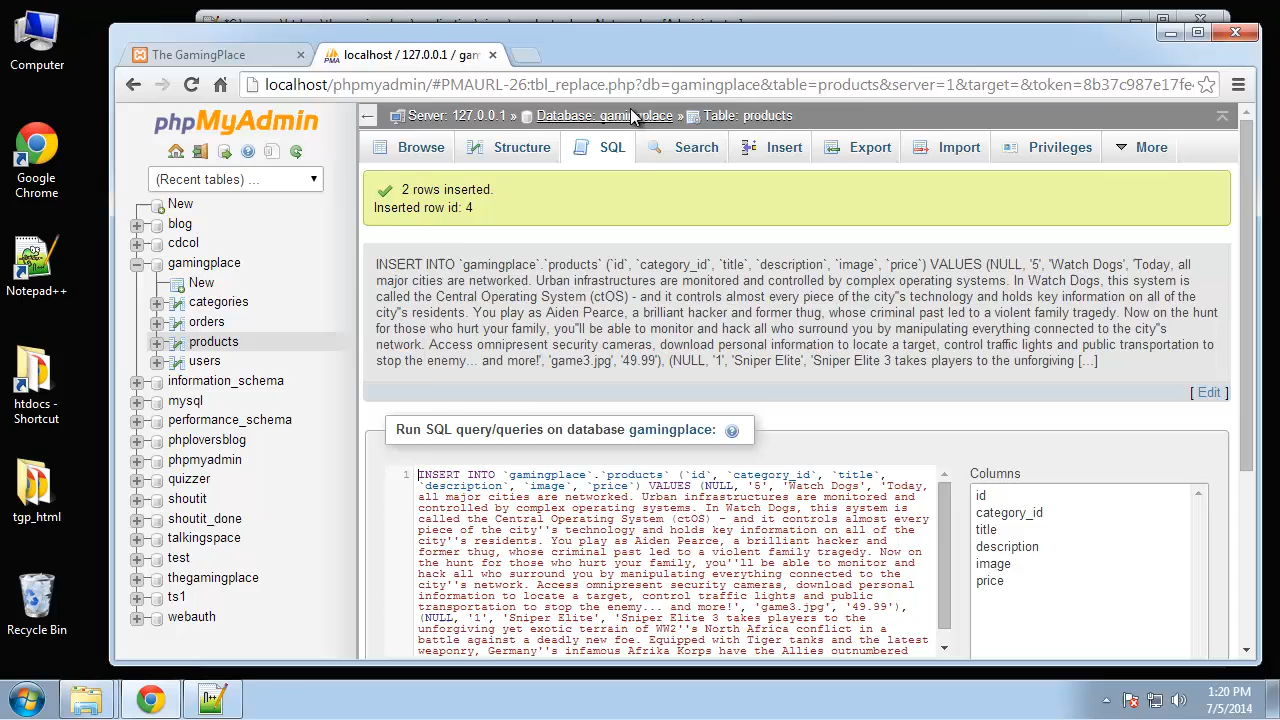 Computer
Google
Chrome
Notepad++
htdocs -
Shortcut
tgp_html
Recycle Bin
The GamingPlace
localhost / 127.0.0.1 / gam
localhost/phpmyadmin/#PMAURL-26:tbl_replace.php?db=gamingplace&table=products&server=1&target=&token=8b37c987e17fe
phpMyAdmin
(Recent tables) ...
New
blog
cdcol
gamingplace
New
categories
orders
products
users
information_schema
mysql
performance_schema
phploversblog
phpmyadmin
quizzer
shoutit
shoutit_done
talkingspace
test
thegamingplace
ts1
webauth
Server: 127.0.0.1 » Database: gamingplace » Table: products
Browse Structure SQL Search Insert Export Import Privileges More
2 rows inserted.
Inserted row id: 4
INSERT INTO `gamingplace`.`products` (`id`, `category_id`, `title`, `description`, `image`, `price`) VALUES (NULL, '5', 'Watch Dogs', 'Today, all
major cities are networked. Urban infrastructures are monitored and controlled by complex operating systems. In Watch Dogs, this system is
called the Central Operating System (ctOS) - and it controls almost every piece of the city''s technology and holds key information on all of the
city''s residents. You play as Aiden Pearce, a brilliant hacker and former thug, whose criminal past led to a violent family tragedy. Now on the hunt
for those who hurt your family, you''ll be able to monitor and hack all who surround you by manipulating everything connected to the city''s
network. Access omnipresent security cameras, download personal information to locate a target, control traffic lights and public transportation to
stop the enemy... and more!', 'game3.jpg', '49.99'), (NULL, '1', 'Sniper Elite', 'Sniper Elite 3 takes players to the unforgiving [...]
[ Edit ]
Run SQL query/queries on database gamingplace:
1
INSERT INTO `gamingplace`.`products` (`id`, `category_id`, `title`,
`description`, `image`, `price`) VALUES (NULL, '5', 'Watch Dogs', 'Today,
all major cities are networked. Urban infrastructures are monitored and
controlled by complex operating systems. In Watch Dogs, this system is
called the Central Operating System (ctOS) - and it controls almost every
piece of the city''s technology and holds key information on all of the
city''s residents. You play as Aiden Pearce, a brilliant hacker and
former thug, whose criminal past led to a violent family tragedy. Now on
the hunt for those who hurt your family, you''ll be able to monitor and
hack all who surround you by manipulating everything connected to the
city''s network. Access omnipresent security cameras, download personal
information to locate a target, control traffic lights and public
transportation to stop the enemy... and more!', 'game3.jpg', '49.99'),
(NULL, '1', 'Sniper Elite', 'Sniper Elite 3 takes players to the
unforgiving yet exotic terrain of WW2''s North Africa conflict in a
battle against a deadly new foe. Equipped with Tiger tanks and the latest
weaponry, Germany''s infamous Afrika Korps have the Allies outnumbered
Columns
id
category_id
title
description
image
price
1:20 PM
7/5/2014